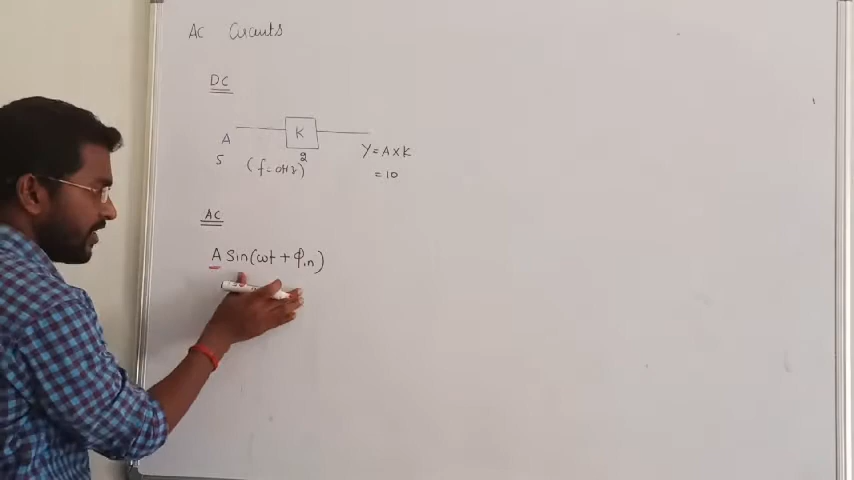 AC Circuits
DC
A
K
Y = A X K
5
(f = 0Hz)
2
= 10
AC
A Sin(ωt + Φin)